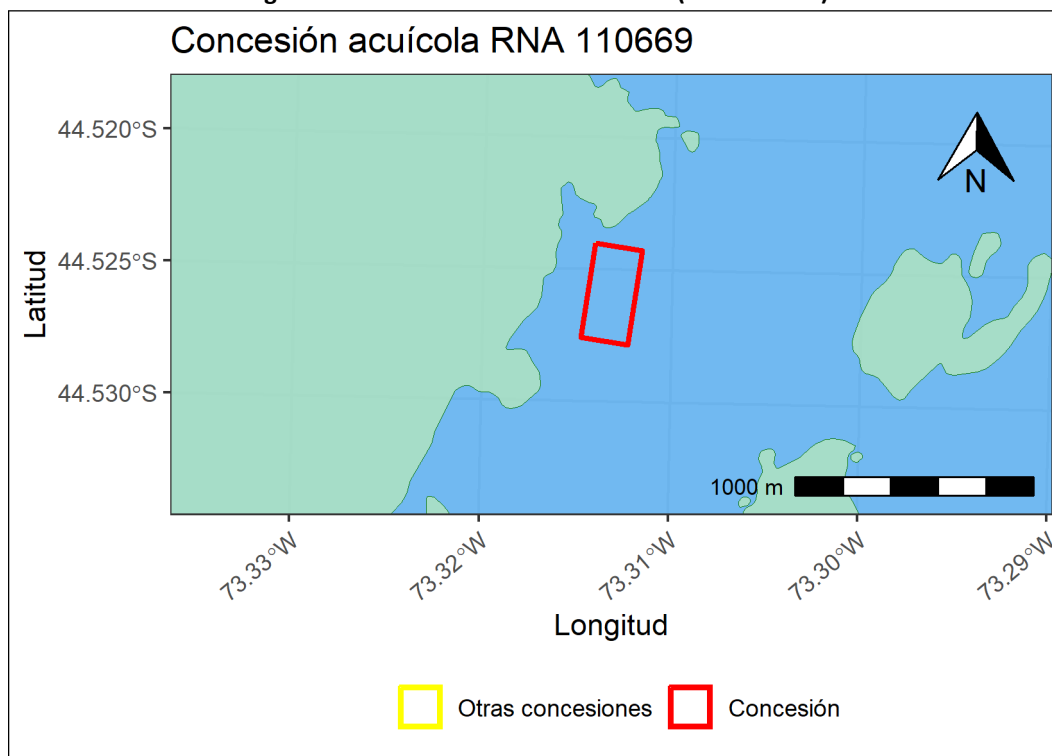 Concesión acuícola RNA 110669
44.520°S
44.525°S
44.530°S
Latitud
N
1000 m
73.33°W
73.32°W
73.31°W
73.30°W
73.29°W
Longitud
Otras concesiones
Concesión